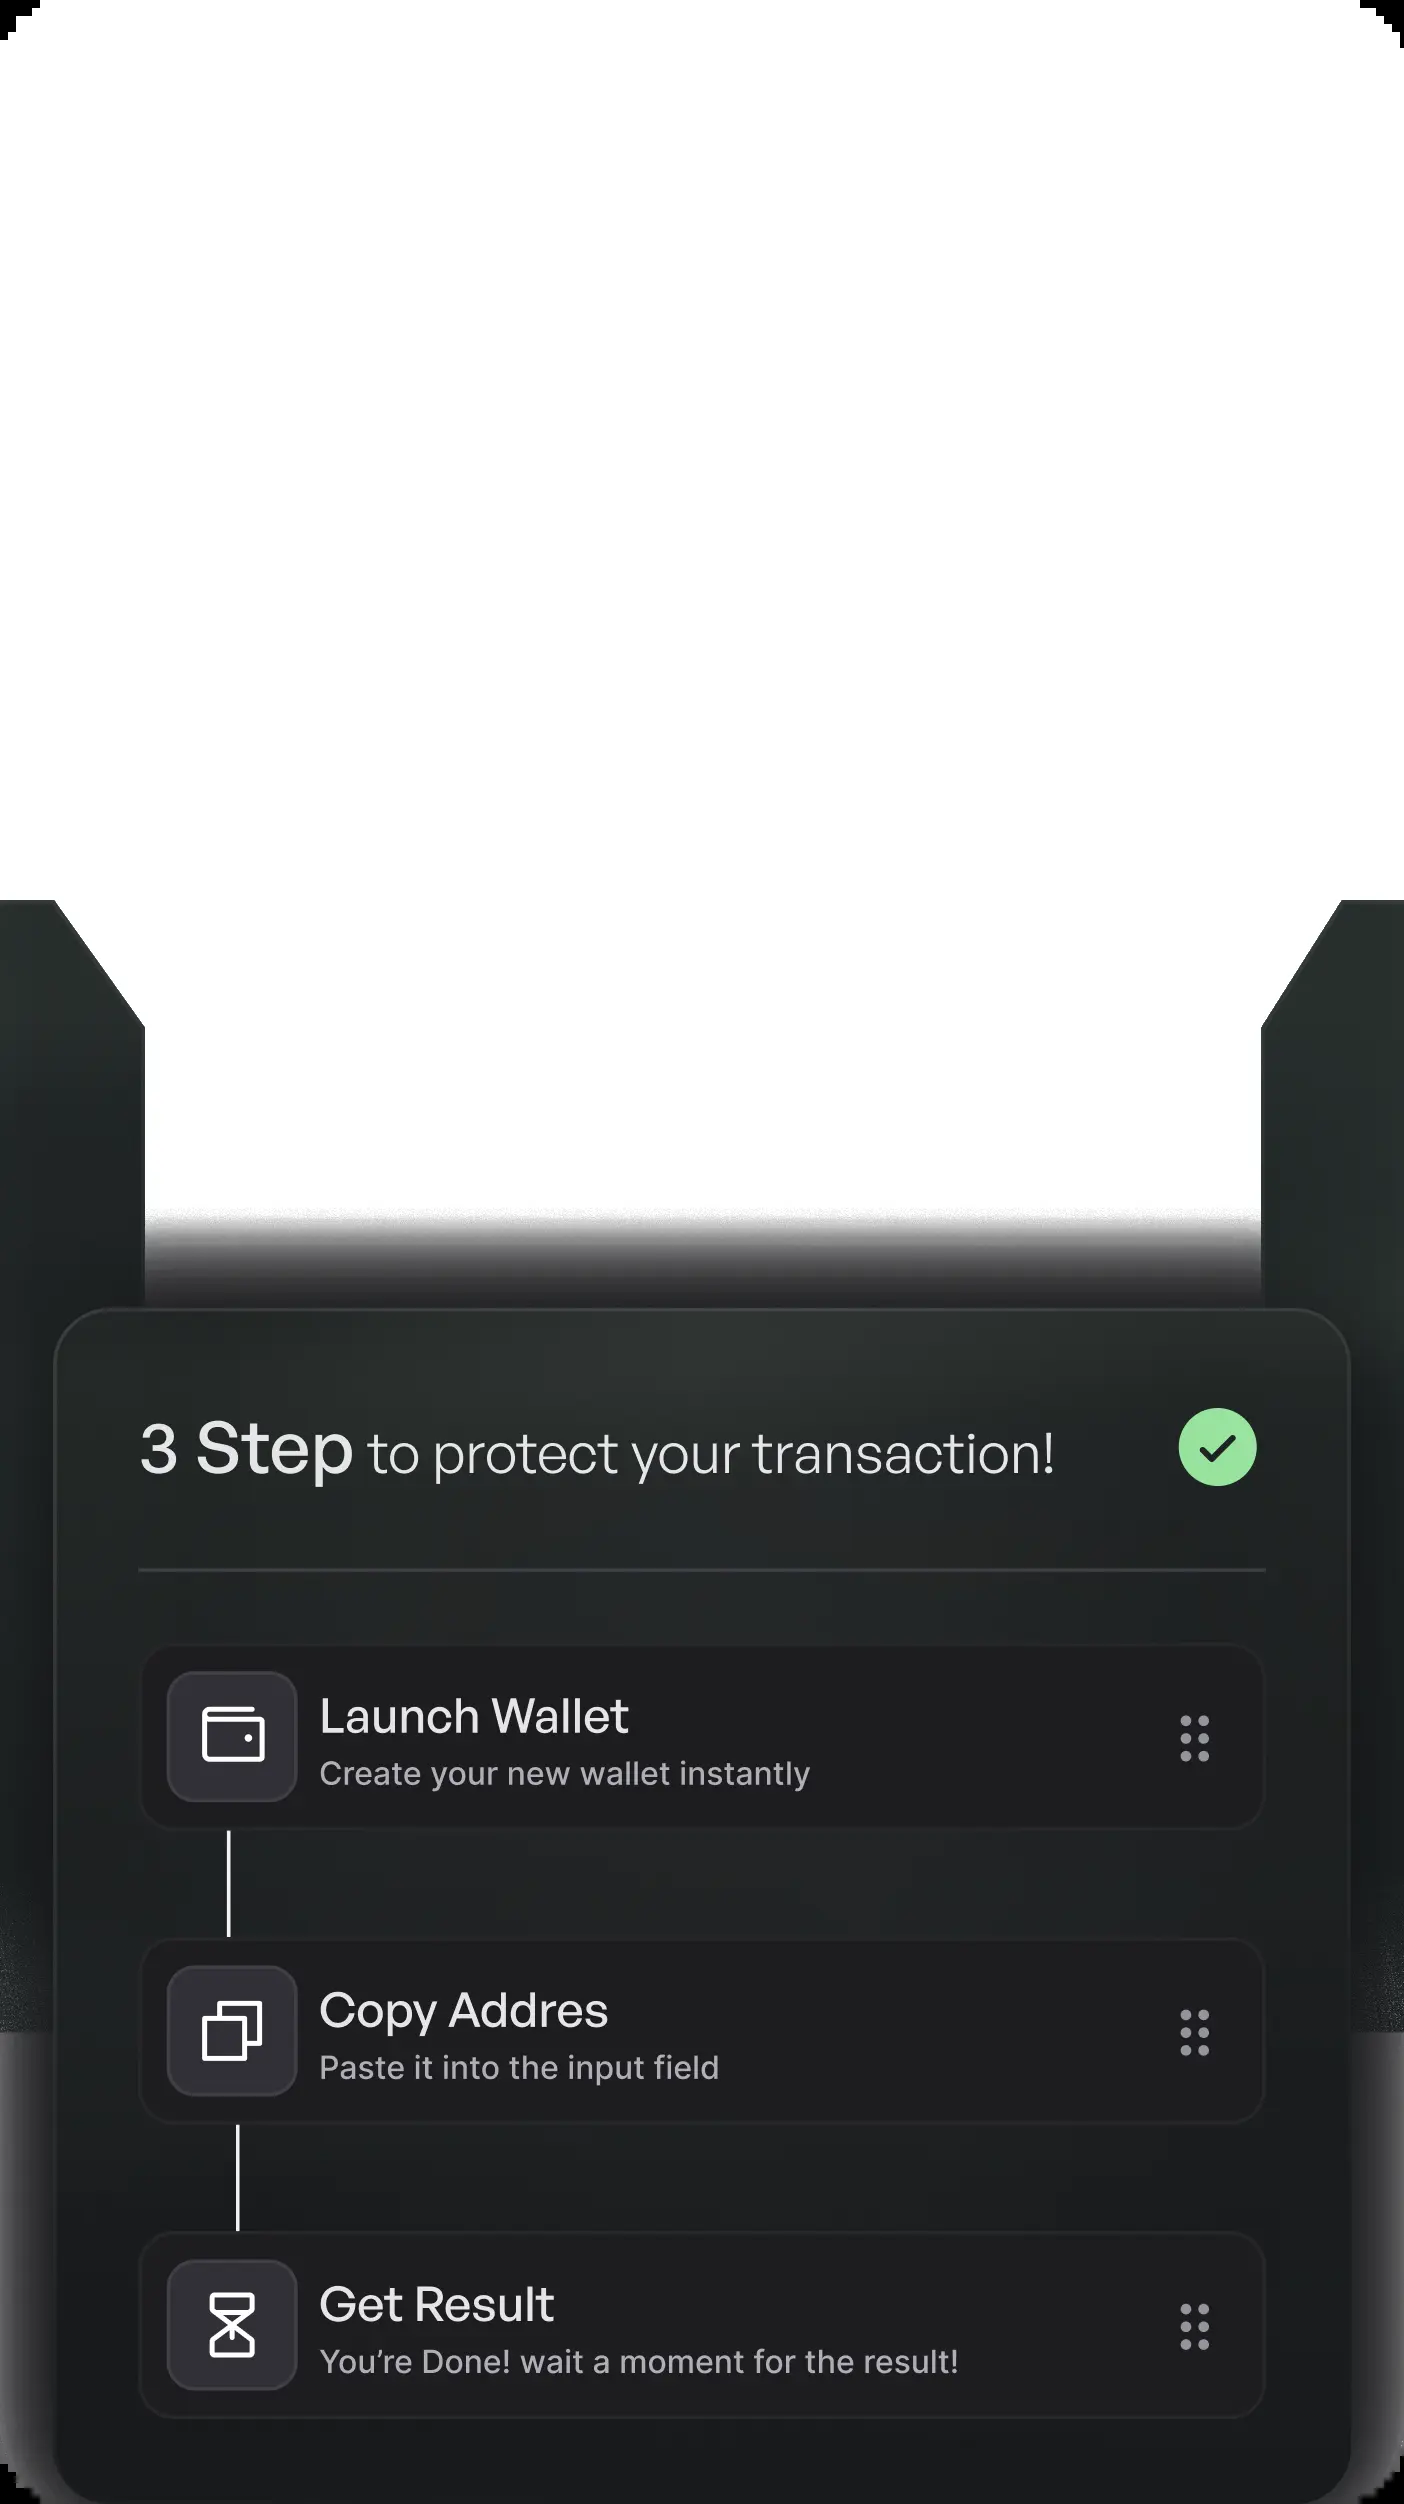 3 Step to protect your transaction!
Launch Wallet
Create your new wallet instantly
Copy Addres
Paste it into the input field
Get Result
You’re Done! wait a moment for the result!